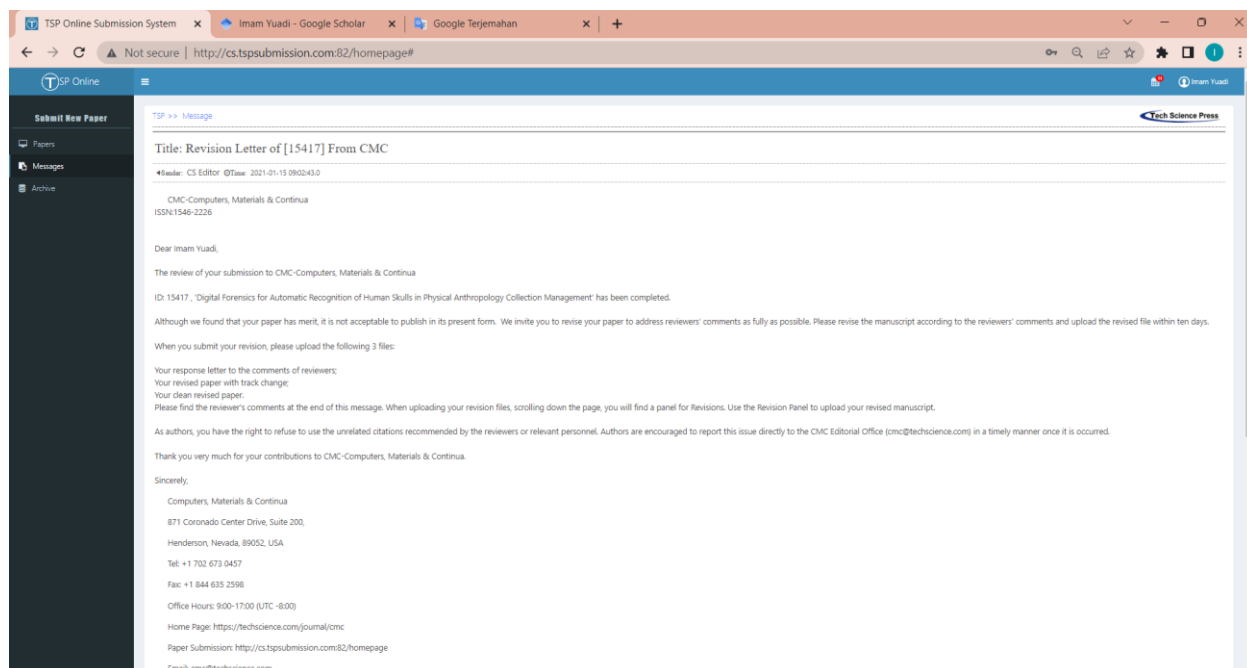 TSP Online Submission System
Imam Yuadi - Google Scholar
Google Terjemahan
Not secure | http://cs.tspsubmission.com:82/homepage#
TSP Online
Imam Yuadi
Submit New Paper
Papers
Messages
Archive
TSP >> Message
Tech Science Press
Title: Revision Letter of [15417] From CMC
Sender: CS Editor Time: 2021-01-15 09:02:43.0
CMC-Computers, Materials & Continua
ISSN:1546-2226
Dear Imam Yuadi,
The review of your submission to CMC-Computers, Materials & Continua
ID: 15417 , 'Digital Forensics for Automatic Recognition of Human Skulls in Physical Anthropology Collection Management' has been completed.
Although we found that your paper has merit, it is not acceptable to publish in its present form. We invite you to revise your paper to address reviewers' comments as fully as possible. Please revise the manuscript according to the reviewers' comments and upload the revised file within ten days.
When you submit your revision, please upload the following 3 files:
Your response letter to the comments of reviewers;
Your revised paper with track change;
Your clean revised paper.
Please find the reviewer's comments at the end of this message. When uploading your revision files, scrolling down the page, you will find a panel for Revisions. Use the Revision Panel to upload your revised manuscript.
As authors, you have the right to refuse to use the unrelated citations recommended by the reviewers or relevant personnel. Authors are encouraged to report this issue directly to the CMC Editorial Office (cmc@techscience.com) in a timely manner once it is occurred.
Thank you very much for your contributions to CMC-Computers, Materials & Continua.
Sincerely,
Computers, Materials & Continua
871 Coronado Center Drive, Suite 200,
Henderson, Nevada, 89052, USA
Tel: +1 702 673 0457
Fax: +1 844 635 2598
Office Hours: 9:00-17:00 (UTC -8:00)
Home Page: https://techscience.com/journal/cmc
Paper Submission: http://cs.tspsubmission.com:82/homepage
Email: cmc@techscience.com